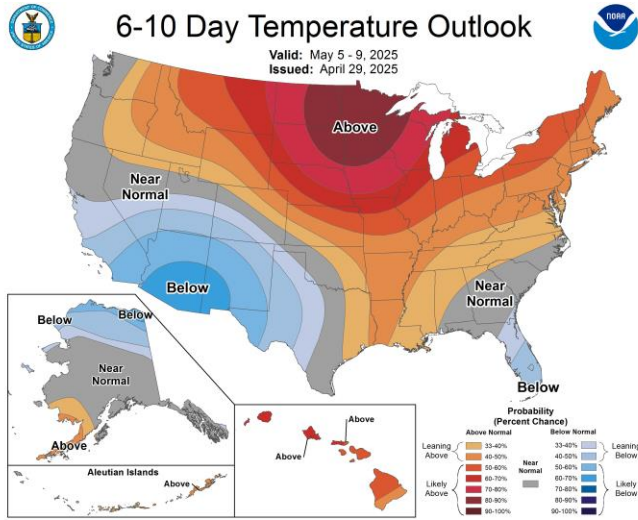 6-10 Day Temperature Outlook
Valid: May 5 - 9, 2025
Issued: April 29, 2025
NOAA
Above
Near
Normal
Below
Near
Normal
Below
Below
Below
Near
Normal
Above
Aleutian Islands
Above
Above
Above
Probability
(Percent Chance)
Above Normal
Below Normal
Leaning
Above
33-40%
40-50%
Likely
Above
50-60%
60-70%
70-80%
80-90%
90-100%
Near
Normal
33-40%
40-50%
Leaning
Below
50-60%
60-70%
70-80%
80-90%
90-100%
Likely
Below